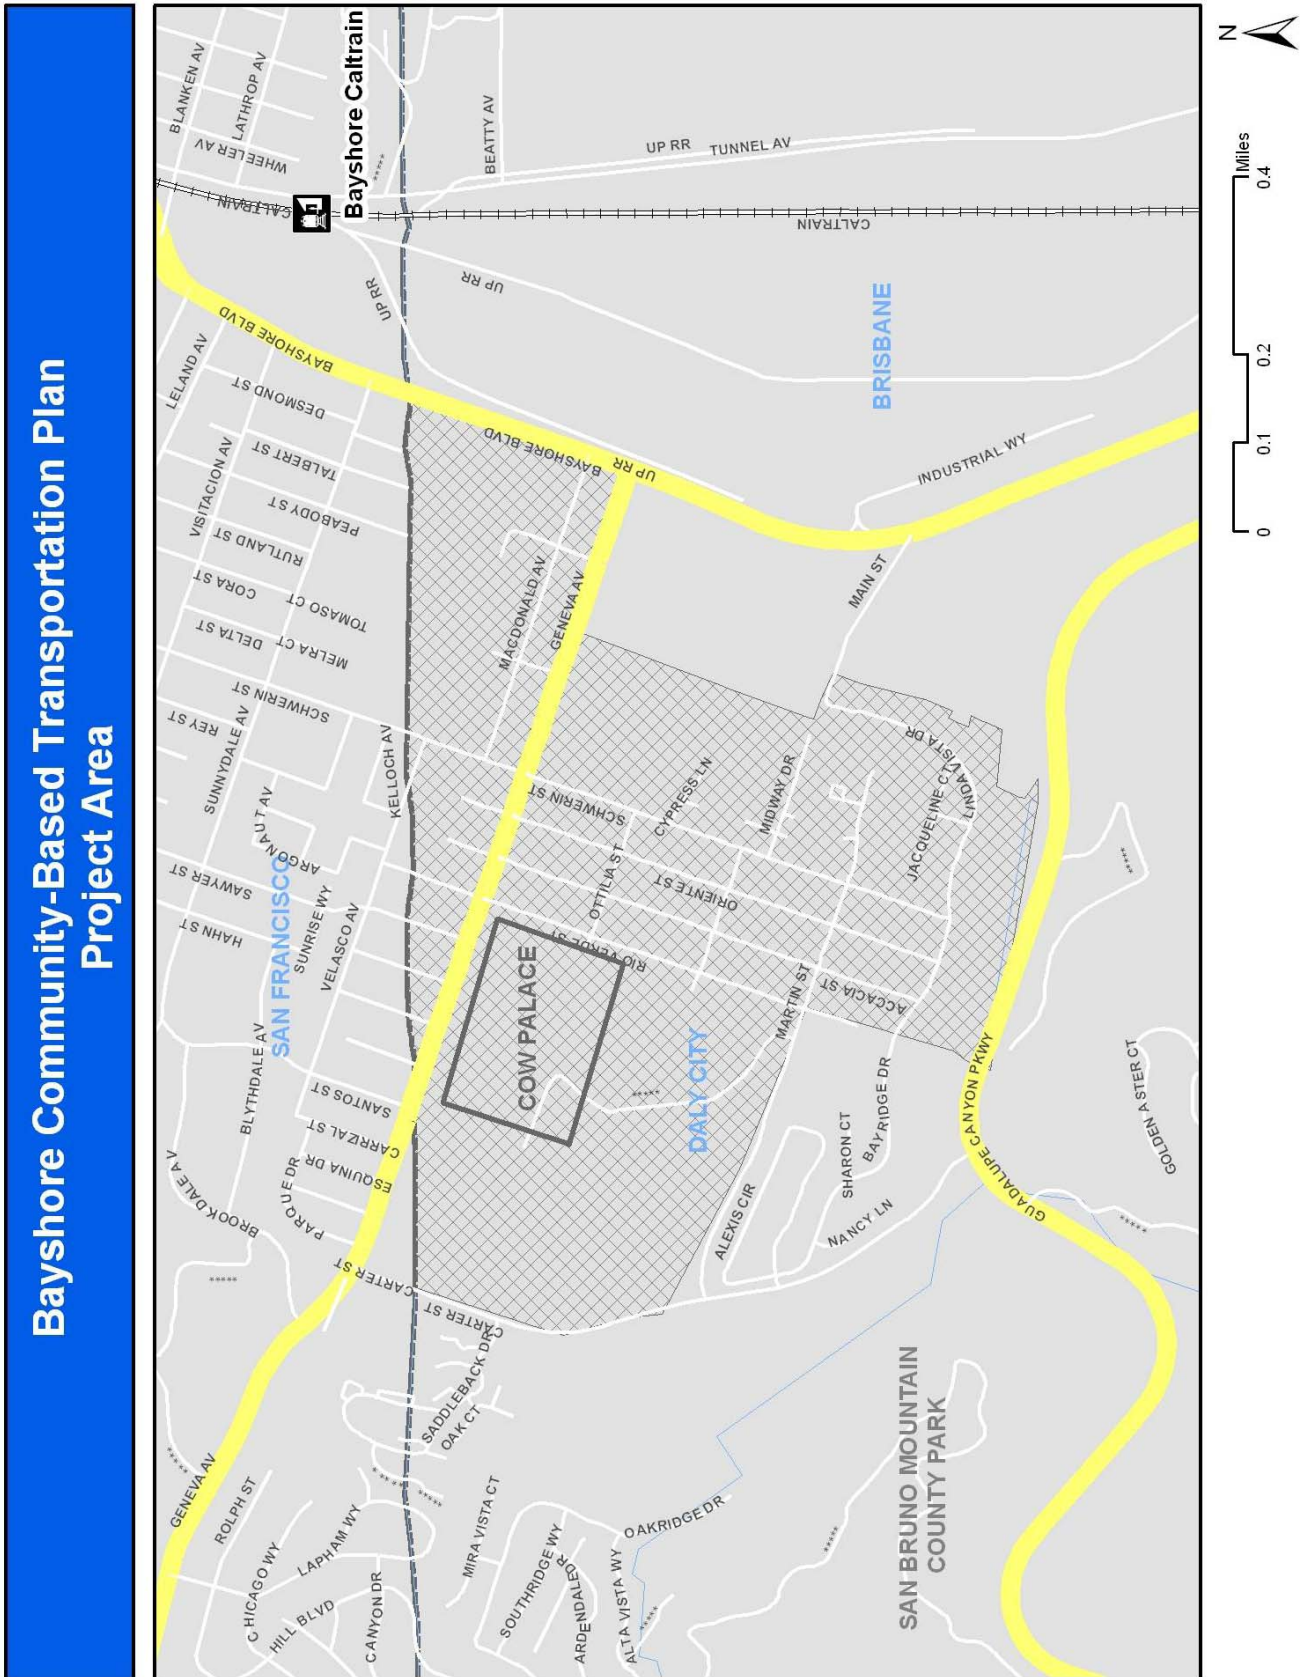 Bayshore Community-Based Transportation Plan
Project Area
BLANKEN AV
LATHROP AV
WHEELER AV
*****
Bayshore Caltrain
CALTRAIN
BEATTY AV
UP RR
TUNNEL AV
CALTRAIN
UP RR
UP RR
BRISBANE
BAYSHORE BLVD
LELAND AV
DESMOND ST
TALBERT ST
VISITACION AV
PEABODY ST
RUTLAND ST
CORA ST
TOMASO CT
DELTA ST
MELRA CT
SCHWERIN ST
REY ST
SUNNYDALE AV
BAYSHORE BLVD
UP RR
INDUSTRIAL WY
MAIN ST
MACDONALD AV
GENEVA AV
KELLOCH AV
ARGONAUT AV
SAWYER ST
HAHN ST
SAN FRANCISCO
SUNRISE WY
VELASCO AV
SCHWERIN ST
CYPRESS LN
MIDWAY DR
LINDA VISTA DR
JACQUELINE CT
OTTILIA ST
ORIENTE ST
RIO VERDE ST
COW PALACE
MARTIN ST
ACCACIA ST
DALY CITY
*****
*****
BLYTHDALE AV
SANTOS ST
CARRIZAL ST
ESQUINA DR
PARQUE DR
BROOKDALE AV
*****
CARTER ST
CARTER ST
SADDLEBACK DR
OAK CT
ALEXIS CIR
SHARON CT
BAY RIDGE DR
NANCY LN
GUADALUPE CANYON PKWY
GOLDEN ASTER CT
*****
GENEVA AV
*****
ROLPH ST
CHICAGO WY
LAPHAM WY
HILL BLVD
CANYON DR
*****
*****
MIRA VISTA CT
SOUTHRIDGE WY
ARDENDALE DR
ALTA VISTA WY
OAKRIDGE DR
*****
*****
SAN BRUNO MOUNTAIN
COUNTY PARK
N
Miles
0 0.1 0.2 0.4